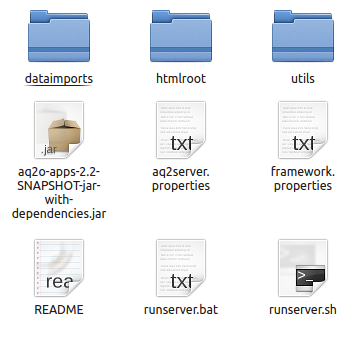 dataimports
htmlroot
utils
.jar
aq2o-apps-2.2-
SNAPSHOT-jar-
with-
dependencies.jar
txt
aq2server.
properties
txt
framework.
properties
rea
README
txt
runserver.bat
>_
runserver.sh